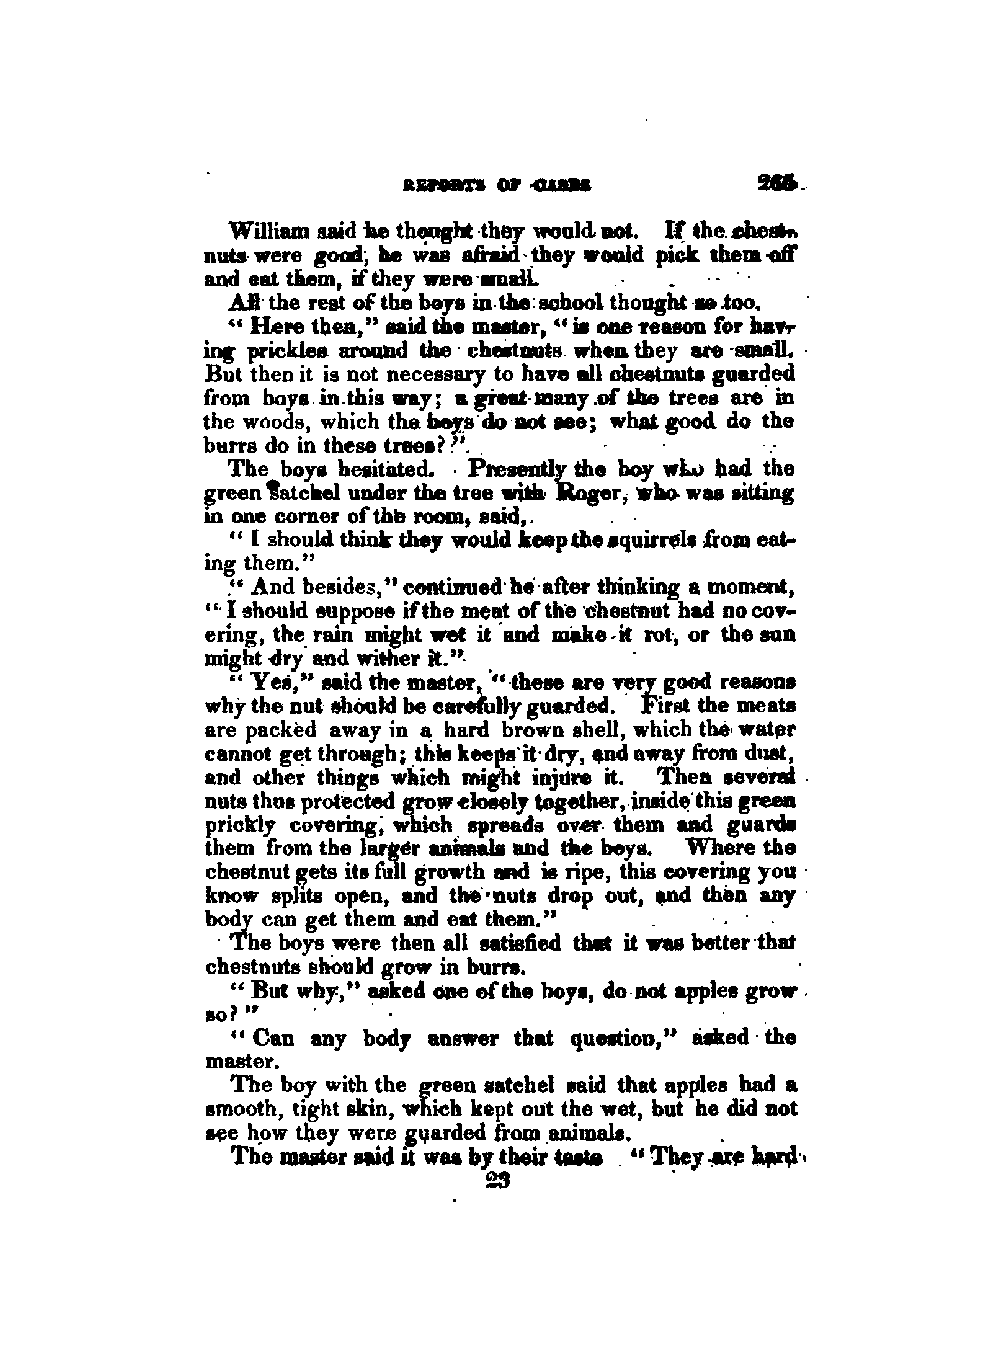 REPORTS OF CASES 265
William said he thought they would not. If the chest-
nuts were good, he was afraid they would pick them off
and eat them, if they were small.
All the rest of the boys in the school thought so too.
“ Here then,” said the master, “ is one reason for hav-
ing prickles around the chestnuts when they are small.
But then it is not necessary to have all chestnuts guarded
from boys in this way; a great many of the trees are in
the woods, which the boys do not see; what good do the
burrs do in these trees? ”
The boys hesitated. Presently the boy who had the
green satchel under the tree with Roger, who was sitting
in one corner of the room, said,
“ I should think they would keep the squirrels from eat-
ing them.”
“ And besides,” continued he after thinking a moment,
“ I should suppose if the meat of the chestnut had no cov-
ering, the rain might wet it and make it rot, or the sun
might dry and wither it.”
“ Yes,” said the master, “ these are very good reasons
why the nut should be carefully guarded. First the meats
are packed away in a hard brown shell, which the water
cannot get through; this keeps it dry, and away from dust,
and other things which might injure it. Then several
nuts thus protected grow closely together, inside this green
prickly covering, which spreads over them and guards
them from the larger animals and the boys. Where the
chestnut gets its full growth and is ripe, this covering you
know splits open, and the nuts drop out, and then any
body can get them and eat them.”
The boys were then all satisfied that it was better that
chestnuts should grow in burrs.
“ But why,” asked one of the boys, do not apples grow
so? ”
“ Can any body answer that question,” asked the
master.
The boy with the green satchel said that apples had a
smooth, tight skin, which kept out the wet, but he did not
see how they were guarded from animals.
The master said it was by their taste “ They are hard
23